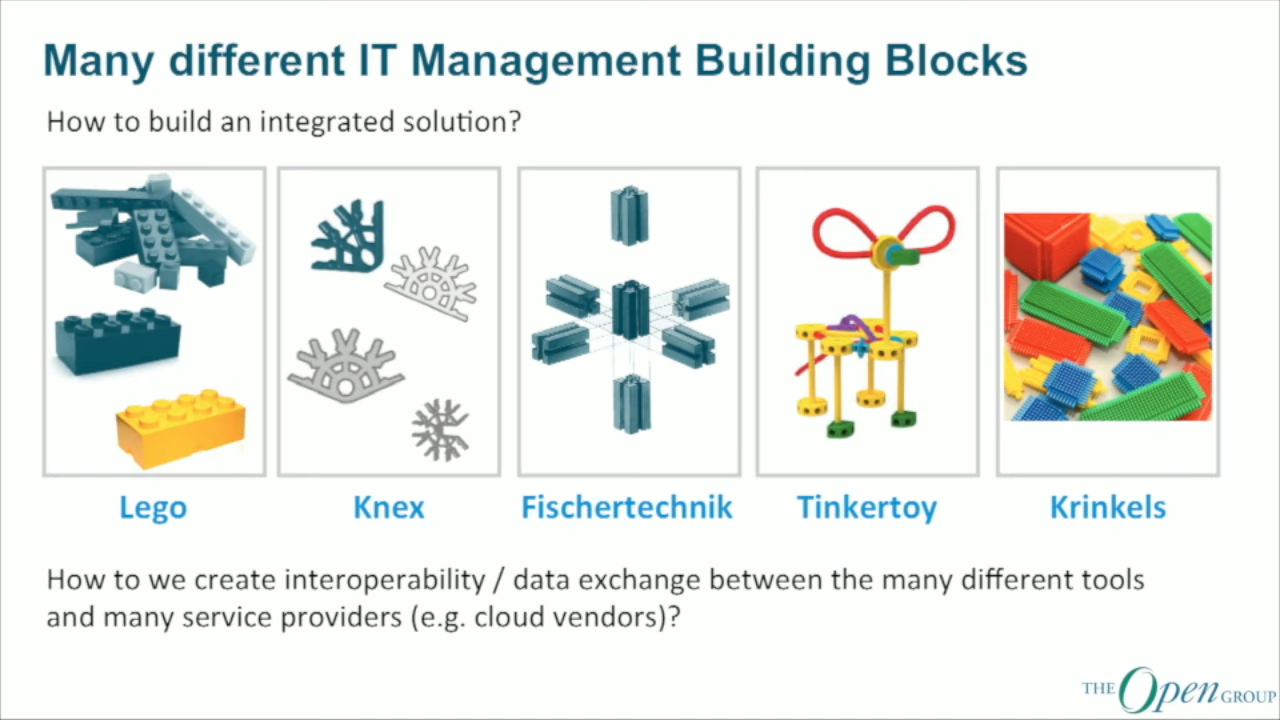 Many different IT Management Building Blocks
How to build an integrated solution?
Lego
Knex
Fischertechnik
Tinkertoy
Krinkels
How to we create interoperability / data exchange between the many different tools
and many service providers (e.g. cloud vendors)?
THE Open GROUP